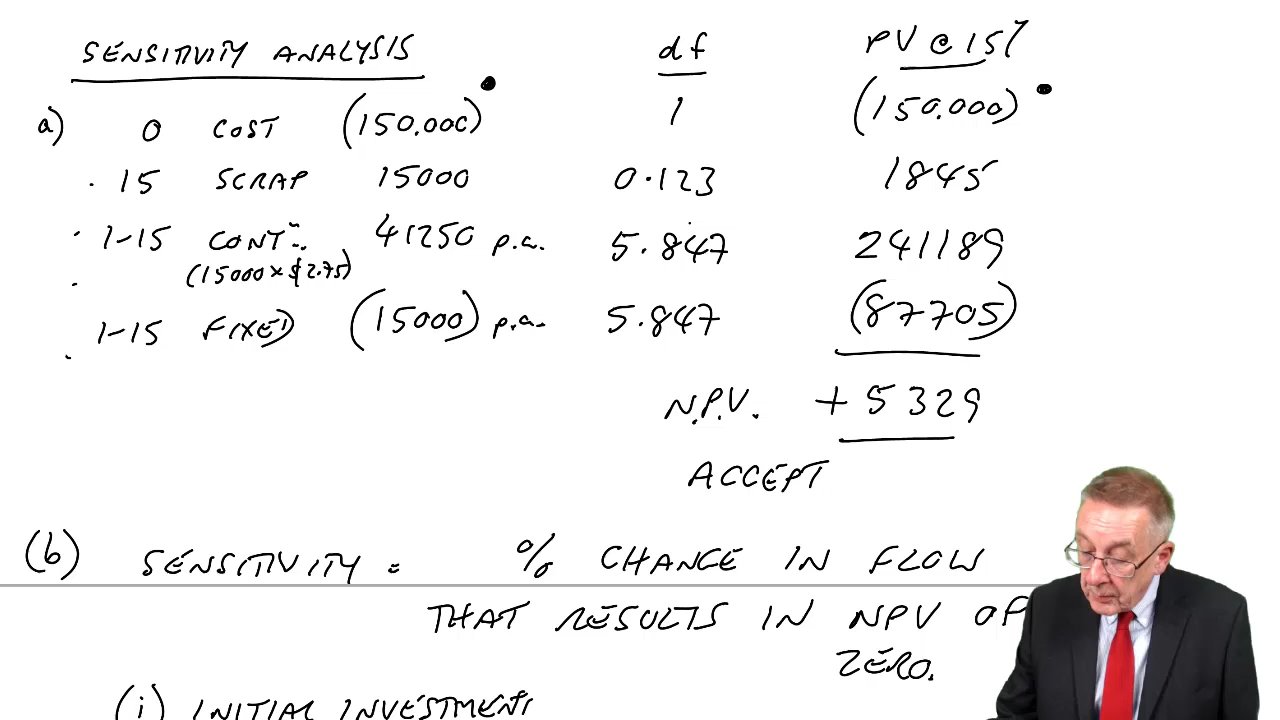 SENSITIVITY ANALYSIS df PV @ 15%
a) 0 COST (150,000) 1 (150,000)
15 SCRAP 15000 0.123 1845
1-15 CONT. 41250 p.a. 5.847 241189
(15000 x $2.75)
1-15 FIXED (15000) p.a. 5.847 (87705)
N.P.V. + 5329
ACCEPT
(b) SENSITIVITY = % CHANGE IN FLOW
THAT RESULTS IN NPV OF
ZERO.
(i) INITIAL INVESTMENT